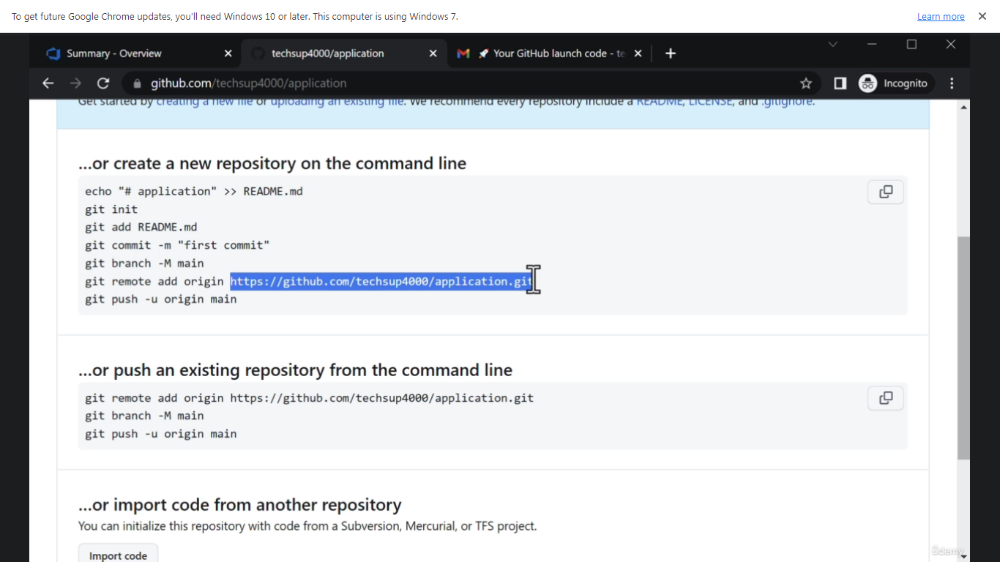 To get future Google Chrome updates, you'll need Windows 10 or later. This computer is using Windows 7.
Learn more
Summary - Overview
techsup4000/application
Your GitHub launch code - te
github.com/techsup4000/application
Incognito
Get started by creating a new file or uploading an existing file. We recommend every repository include a README, LICENSE, and .gitignore.
...or create a new repository on the command line
echo "# application" >> README.md
git init
git add README.md
git commit -m "first commit"
git branch -M main
git remote add origin https://github.com/techsup4000/application.git
git push -u origin main
...or push an existing repository from the command line
git remote add origin https://github.com/techsup4000/application.git
git branch -M main
git push -u origin main
...or import code from another repository
You can initialize this repository with code from a Subversion, Mercurial, or TFS project.
Import code
ûdemy